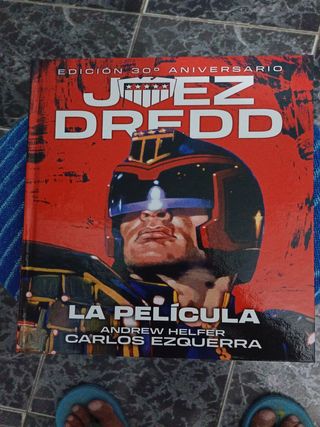 EDICIÓN 30º ANIVERSARIO
JUEZ
DREDD
LA PELÍCULA
ANDREW HELFER
CARLOS EZQUERRA